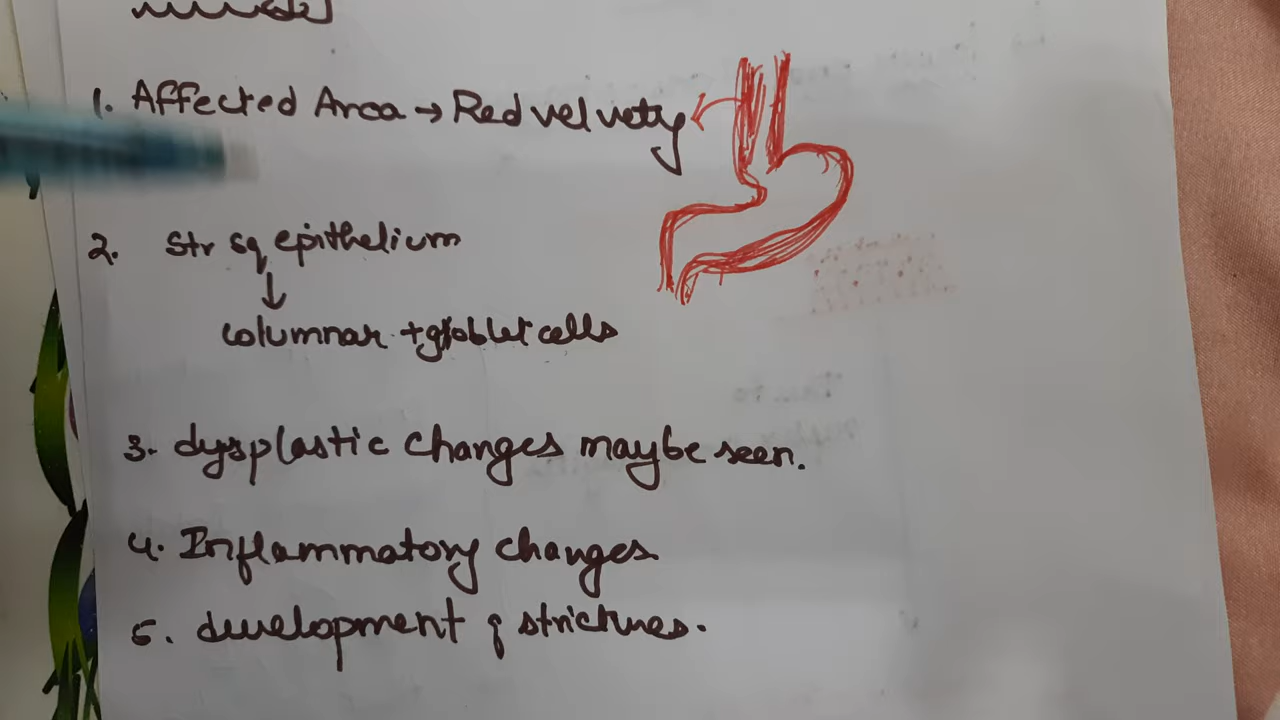 1. Affected Area → Red velvety
2. Str sq epithelium
↓
columnar + goblet cells
3. dysplastic changes maybe seen.
4. Inflammatory changes.
5. development of strictures.